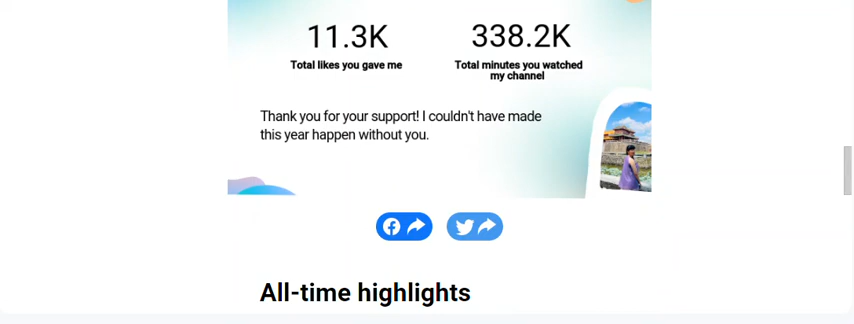 11.3K 338.2K
Total likes you gave me Total minutes you watched
my channel
Thank you for your support! I couldn't have made
this year happen without you.
All-time highlights